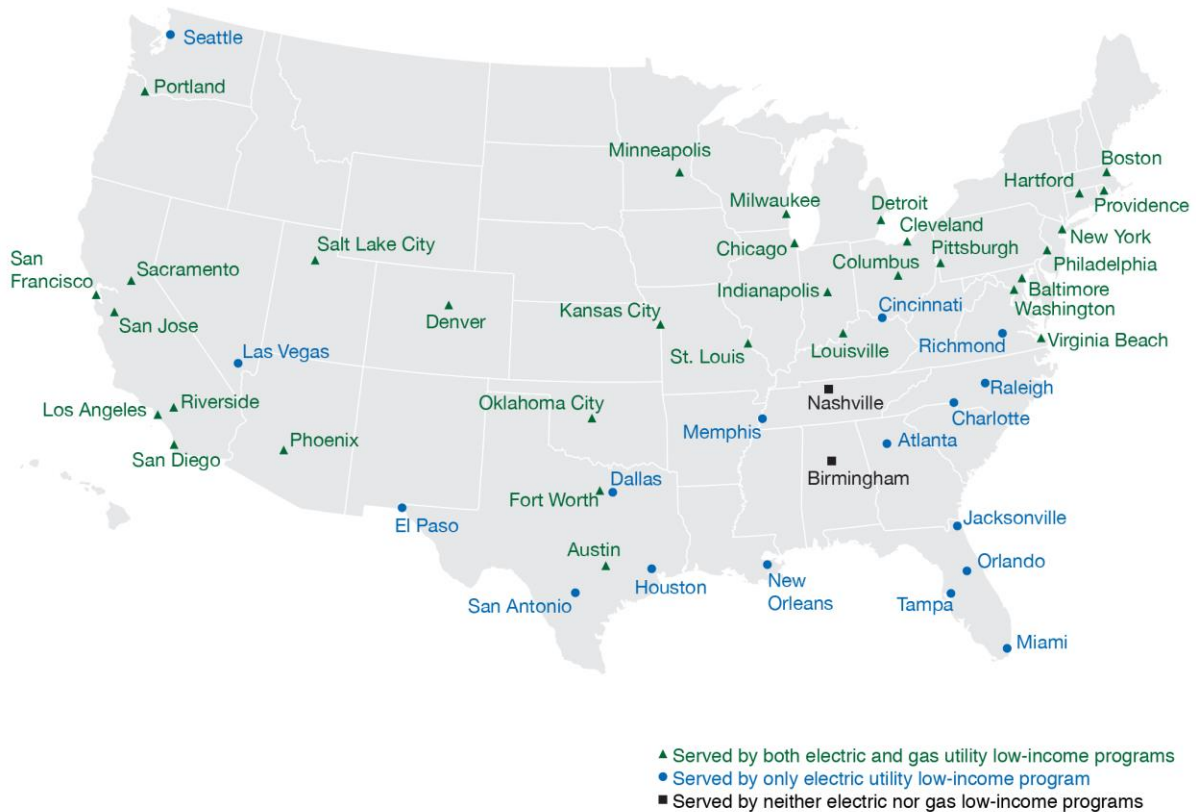 Seattle
Portland
Minneapolis
Boston
Hartford
Milwaukee
Detroit
Providence
Cleveland
New York
Salt Lake City
Chicago
Pittsburgh
San
Francisco
Sacramento
Columbus
Philadelphia
Indianapolis
Baltimore
Kansas City
Cincinnati
Washington
San Jose
Denver
Las Vegas
St. Louis
Louisville
Richmond
Virginia Beach
Los Angeles
Riverside
Oklahoma City
Nashville
Raleigh
Charlotte
Memphis
Phoenix
Atlanta
San Diego
Birmingham
Dallas
Fort Worth
El Paso
Jacksonville
Austin
Orlando
Houston
New
Orleans
San Antonio
Tampa
Miami
Served by both electric and gas utility low-income programs
Served by only electric utility low-income program
Served by neither electric nor gas low-income programs